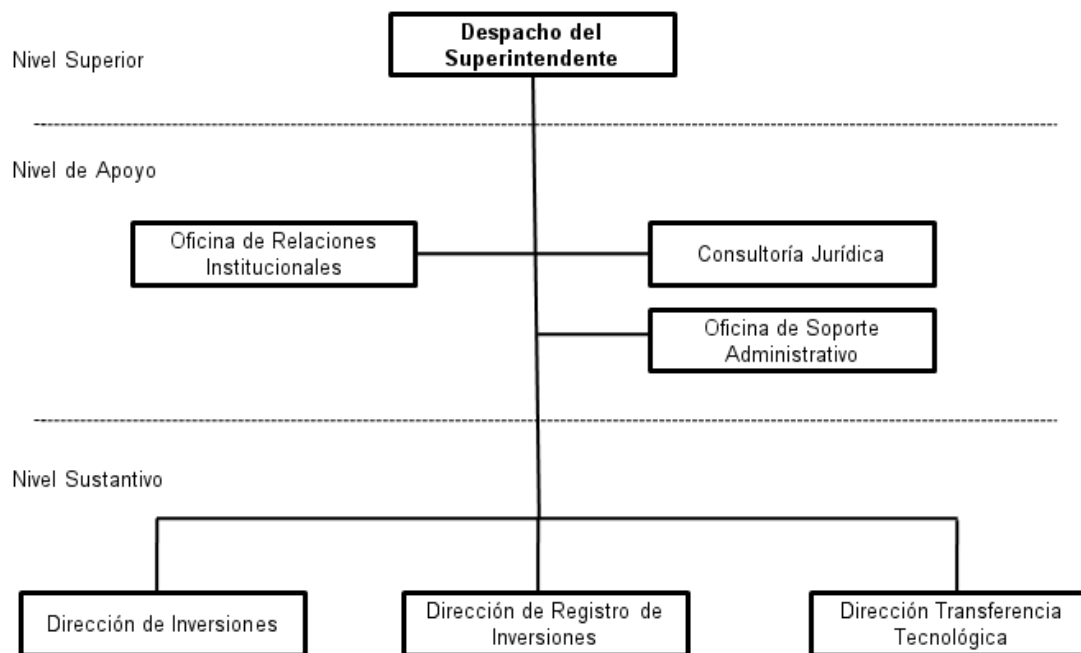 Despacho del
Superintendente
Nivel Superior
Nivel de Apoyo
Oficina de Relaciones
Institucionales
Consultoría Jurídica
Oficina de Soporte
Administrativo
Nivel Sustantivo
Dirección de Inversiones
Dirección de Registro de
Inversiones
Dirección Transferencia
Tecnológica